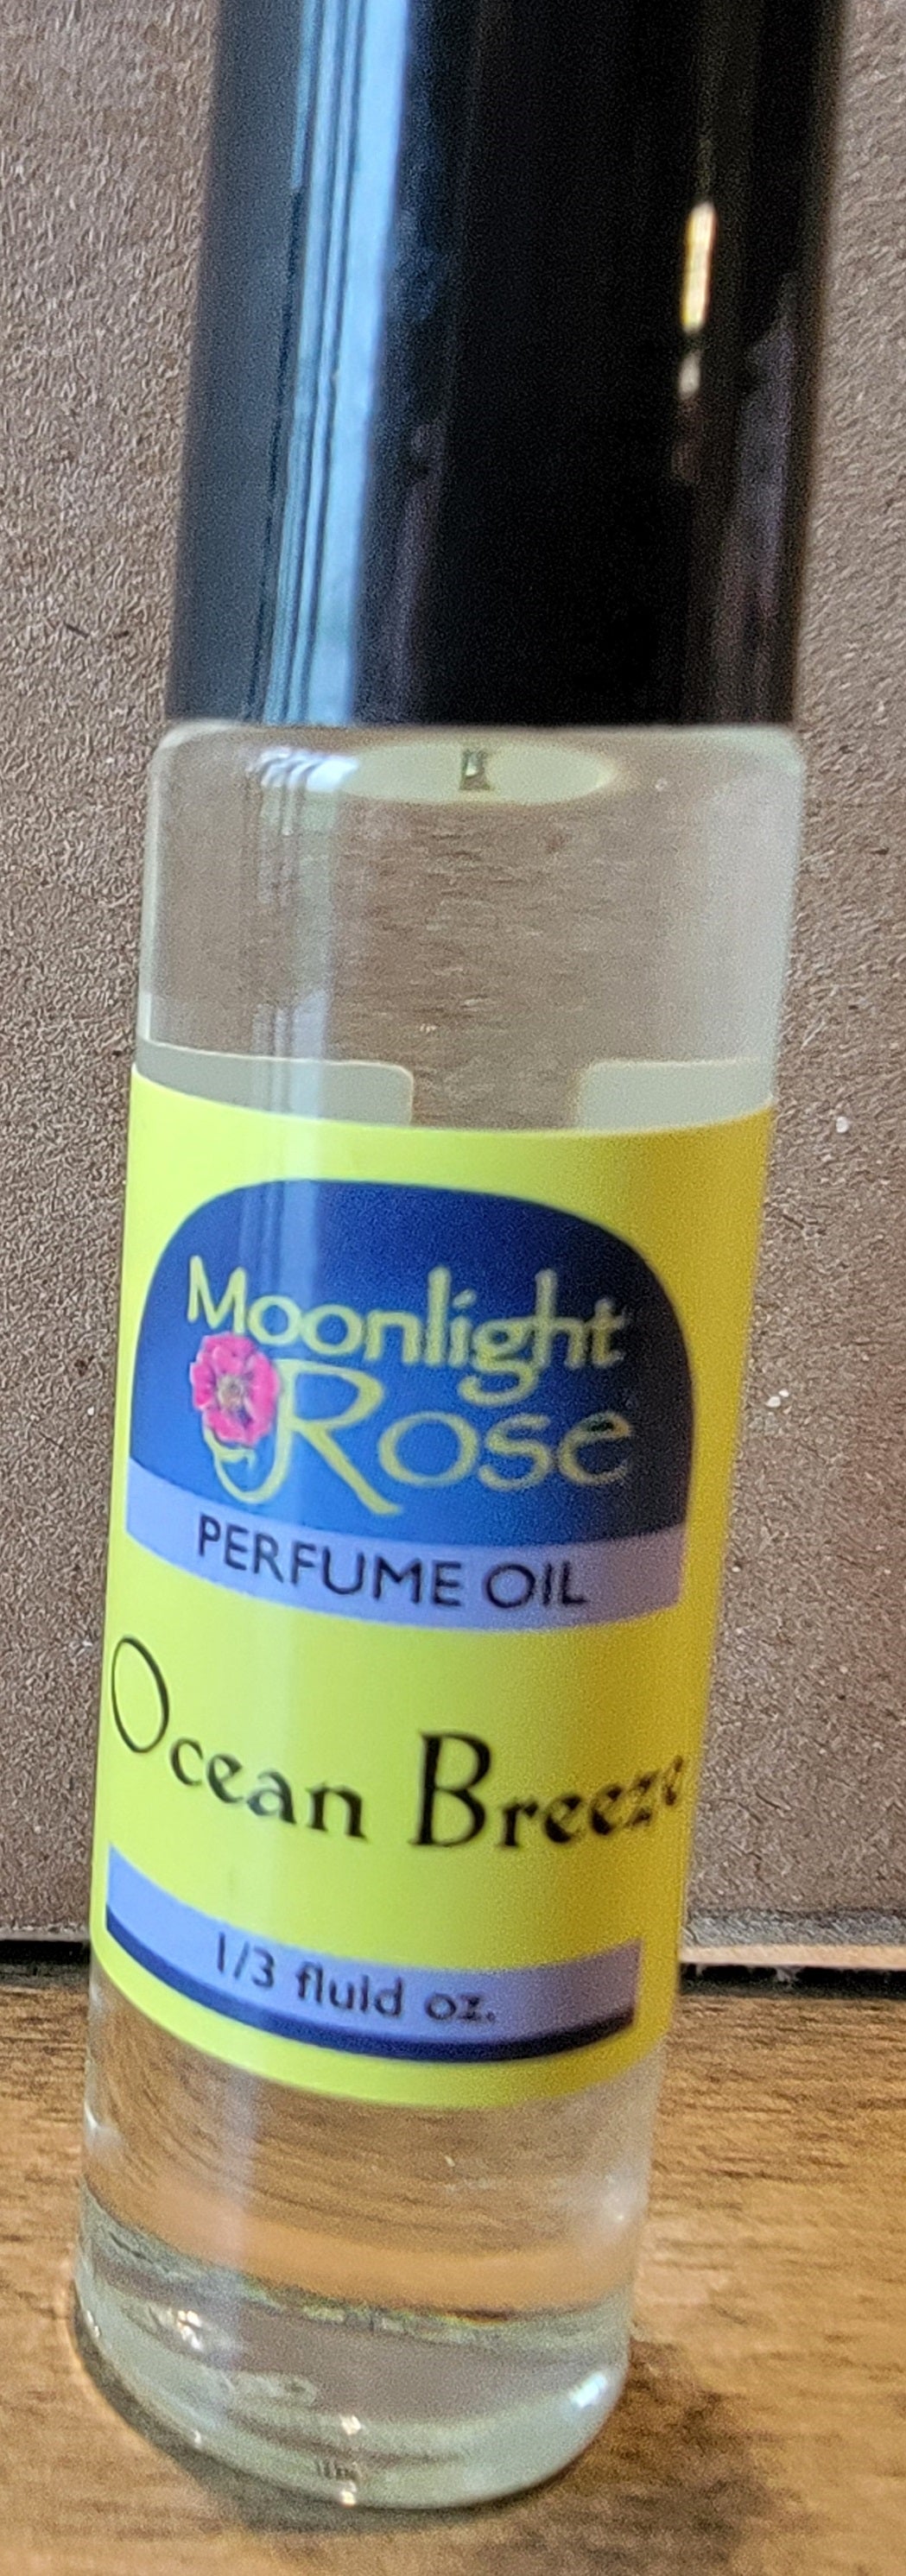 Moonlight
Rose
PERFUME OIL
Ocean Breeze
1/3 fluid oz.